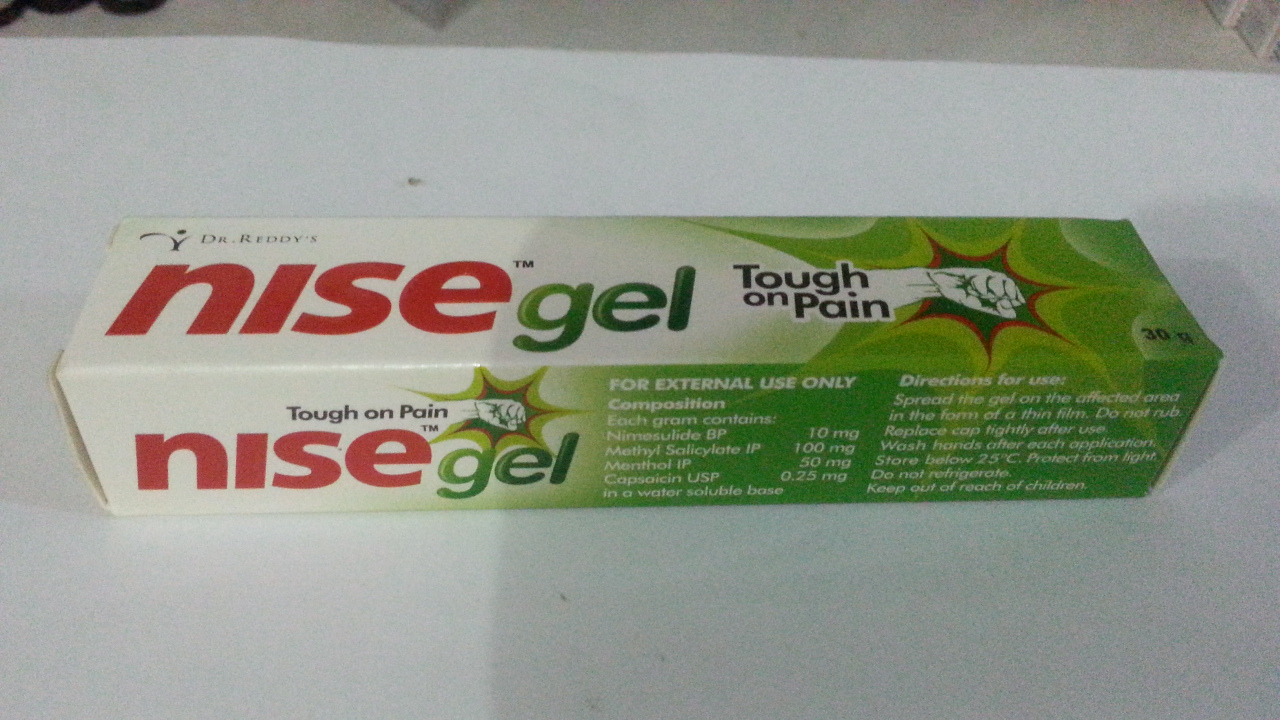 DR.REDDY'S
nise™gel
Tough
on Pain
30 g
Tough on Pain
nise™gel
FOR EXTERNAL USE ONLY
Composition
Each gram contains:
Nimesulide BP 10 mg
Methyl Salicylate IP 100 mg
Menthol IP 50 mg
Capsaicin USP 0.25 mg
in a water soluble base
Directions for use:
Spread the gel on the affected area
in the form of a thin film. Do not rub.
Replace cap tightly after use.
Wash hands after each application.
Store below 25°C. Protect from light.
Do not refrigerate.
Keep out of reach of children.